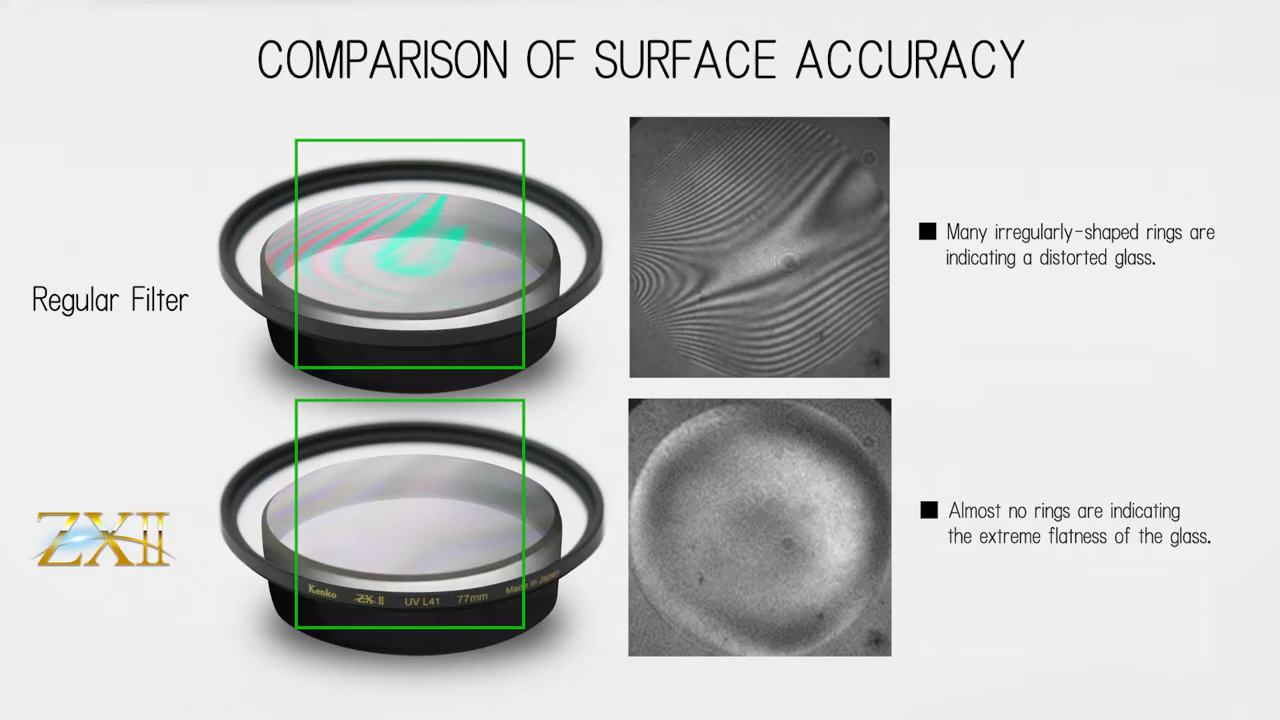 COMPARISON OF SURFACE ACCURACY
Many irregularly-shaped rings are
indicating a distorted glass.
Regular Filter
ZXII
Almost no rings are indicating
the extreme flatness of the glass.
Kenko ZX II UV L41 77mm Made in Japan